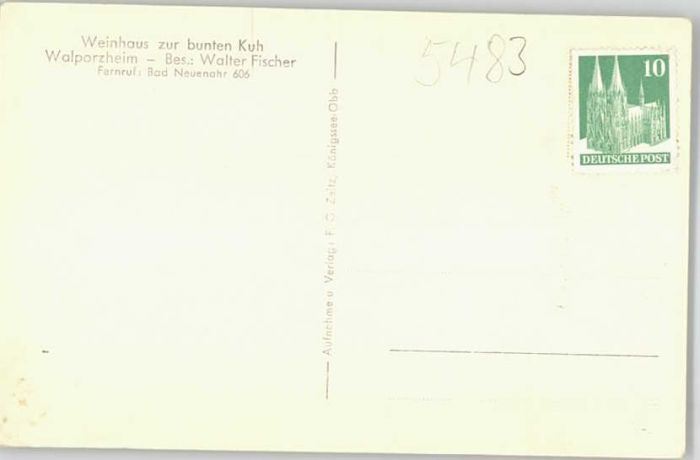 Weinhaus zur bunten Kuh
Walporzheim – Bes.: Walter Fischer
Fernruf: Bad Neuenahr 606
Aufnahme u. Verlag: F. G. Zeitz, Königssee/Obb
5483
10
DEUTSCHE POST